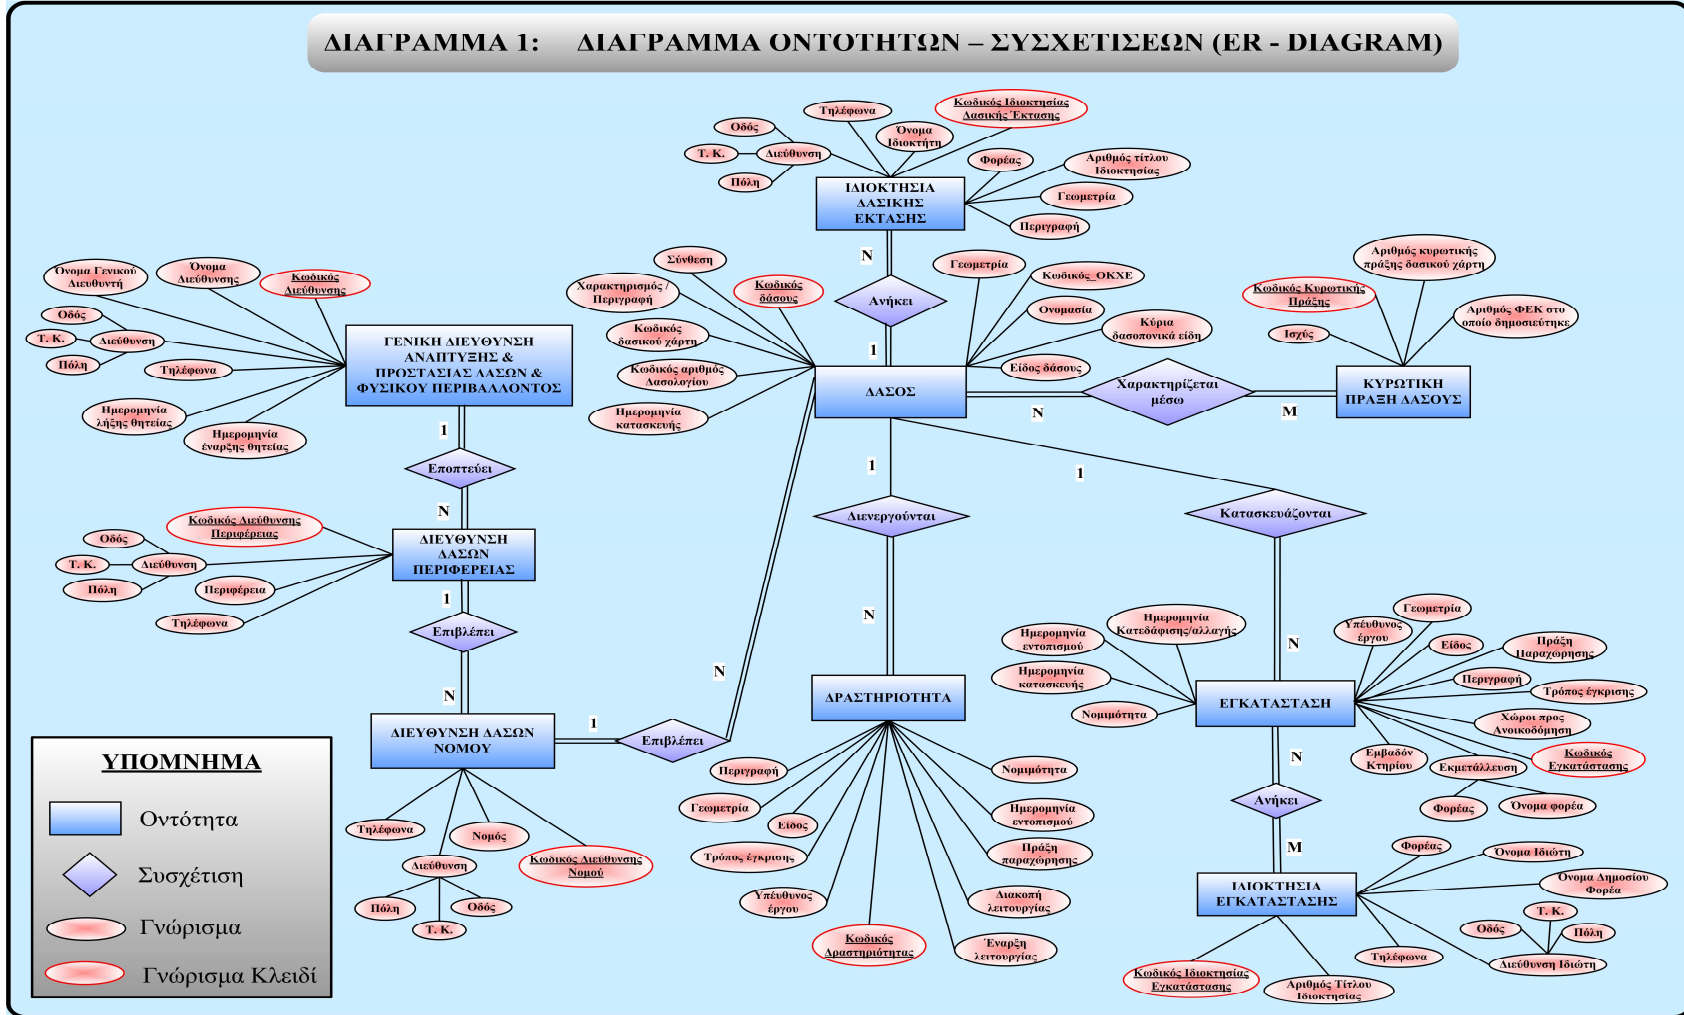 ΔΙΑΓΡΑΜΜΑ 1: ΔΙΑΓΡΑΜΜΑ ΟΝΤΟΤΗΤΩΝ – ΣΥΣΧΕΤΙΣΕΩΝ (ER - DIAGRAM)
Τηλέφωνα
Κωδικός Ιδιοκτησίας
Δασικής Έκτασης
Οδός
Όνομα
Ιδιοκτήτη
Τ. Κ.
Διεύθυνση
Πόλη
Φορέας
Αριθμός τίτλου
Ιδιοκτησίας
Γεωμετρία
Περιγραφή
ΙΔΙΟΚΤΗΣΙΑ
ΔΑΣΙΚΗΣ
ΕΚΤΑΣΗΣ
N
Ανήκει
1
Όνομα Γενικού
Διευθυντή
Όνομα
Διεύθυνσης
Κωδικός
Διεύθυνσης
Οδός
Τ. Κ.
Διεύθυνση
Πόλη
Τηλέφωνα
Ημερομηνία
λήξης θητείας
Ημερομηνία
έναρξης θητείας
ΓΕΝΙΚΗ ΔΙΕΥΘΥΝΣΗ
ΑΝΑΠΤΥΞΗΣ &
ΠΡΟΣΤΑΣΙΑΣ ΔΑΣΩΝ &
ΦΥΣΙΚΟΥ ΠΕΡΙΒΑΛΛΟΝΤΟΣ
Σύνθεση
Χαρακτηρισμός /
Περιγραφή
Κωδικός
δάσους
Κωδικός
δασικού χάρτη
Κωδικός αριθμός
Δασολογίου
Ημερομηνία
κατασκευής
Γεωμετρία
Κωδικός_ΟΚΧΕ
Ονομασία
Κύρια
δασοπονικά είδη
Είδος δάσους
ΔΑΣΟΣ
N
Χαρακτηρίζεται
μέσω
M
Αριθμός κυρωτικής
πράξης δασικού χάρτη
Κωδικός Κυρωτικής
Πράξης
Ισχύς
Αριθμός ΦΕΚ στο
οποίο δημοσιεύτηκε
ΚΥΡΩΤΙΚΗ
ΠΡΑΞΗ ΔΑΣΟΥΣ
1
Εποπτεύει
N
1
Διενεργούνται
N
1
Κατασκευάζονται
N
Κωδικός Διεύθυνσης
Περιφέρειας
Οδός
Τ. Κ.
Διεύθυνση
Πόλη
Περιφέρεια
Τηλέφωνα
ΔΙΕΥΘΥΝΣΗ
ΔΑΣΩΝ
ΠΕΡΙΦΕΡΕΙΑΣ
1
Επιβλέπει
N
ΔΙΕΥΘΥΝΣΗ ΔΑΣΩΝ
ΝΟΜΟΥ
1
Επιβλέπει
N
Τηλέφωνα
Νομός
Διεύθυνση
Κωδικός Διεύθυνσης
Νομού
Πόλη
Οδός
Τ. Κ.
ΔΡΑΣΤΗΡΙΟΤΗΤΑ
Περιγραφή
Γεωμετρία
Είδος
Τρόπος έγκρισης
Υπέυθυνος
έργου
Κωδικός
Δραστηριότητας
Νομιμότητα
Ημερομηνία
εντοπισμού
Πράξη
παραχώρησης
Διακοπή
λειτουργίας
Έναρξη
λειτουργίας
Ημερομηνία
Κατεδάφισης/αλλαγής
Ημερομηνία
εντοπισμού
Ημερομηνία
κατασκευής
Νομιμότητα
ΕΓΚΑΤΑΣΤΑΣΗ
Γεωμετρία
Υπέυθυνος
έργου
Είδος
Πράξη
Παραχώρησης
Περιγραφή
Τρόπος έγκρισης
Χώροι προς
Ανοικοδόμηση
Εμβαδόν
Κτηρίου
Κωδικός
Εγκατάστασης
Εκμετάλλευση
Φορέας
Όνομα φορέα
N
Ανήκει
M
ΙΔΙΟΚΤΗΣΙΑ
ΕΓΚΑΤΑΣΤΑΣΗΣ
Φορέας
Όνομα Ιδιώτη
Όνομα Δημοσίου
Φορέα
Τ. Κ.
Οδός
Πόλη
Διεύθυνση Ιδιώτη
Τηλέφωνα
Κωδικός Ιδιοκτησίας
Εγκατάστασης
Αριθμός Τίτλου
Ιδιοκτησίας
ΥΠΟΜΝΗΜΑ
Οντότητα
Συσχέτιση
Γνώρισμα
Γνώρισμα Κλειδί